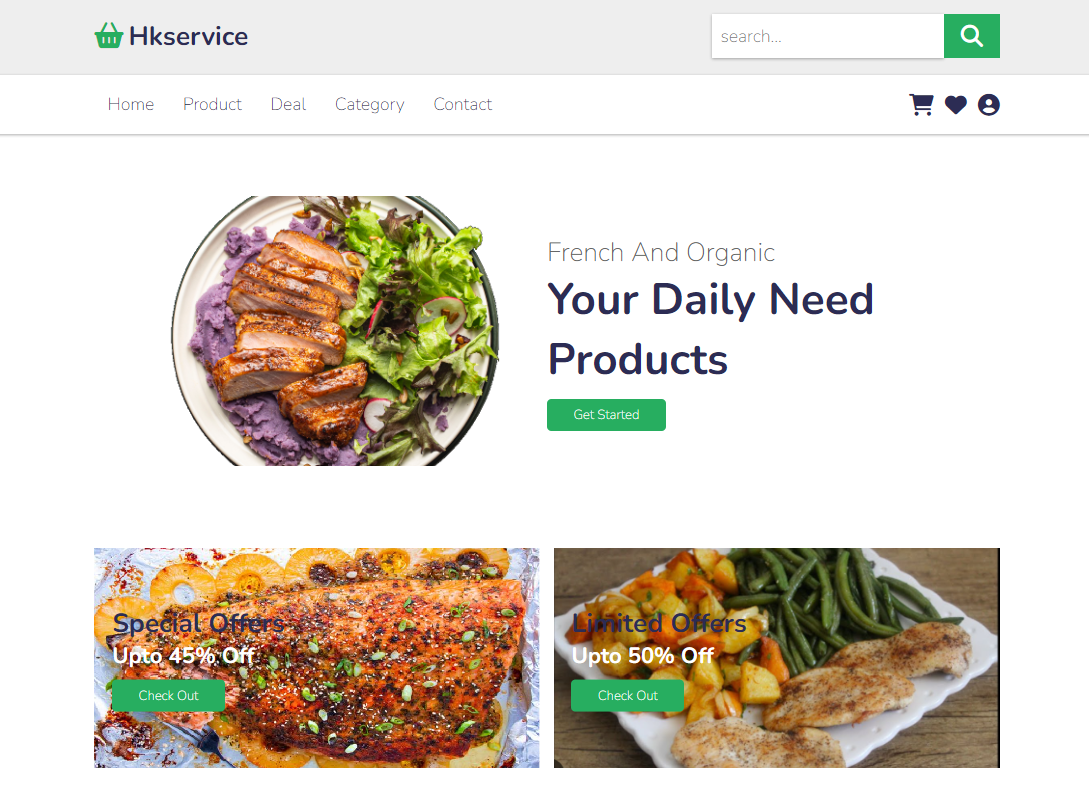 Hkservice
search...
Home Product Deal Category Contact
French And Organic
Your Daily Need
Products
Get Started
Special Offers
Upto 45% Off
Check Out
Limited Offers
Upto 50% Off
Check Out